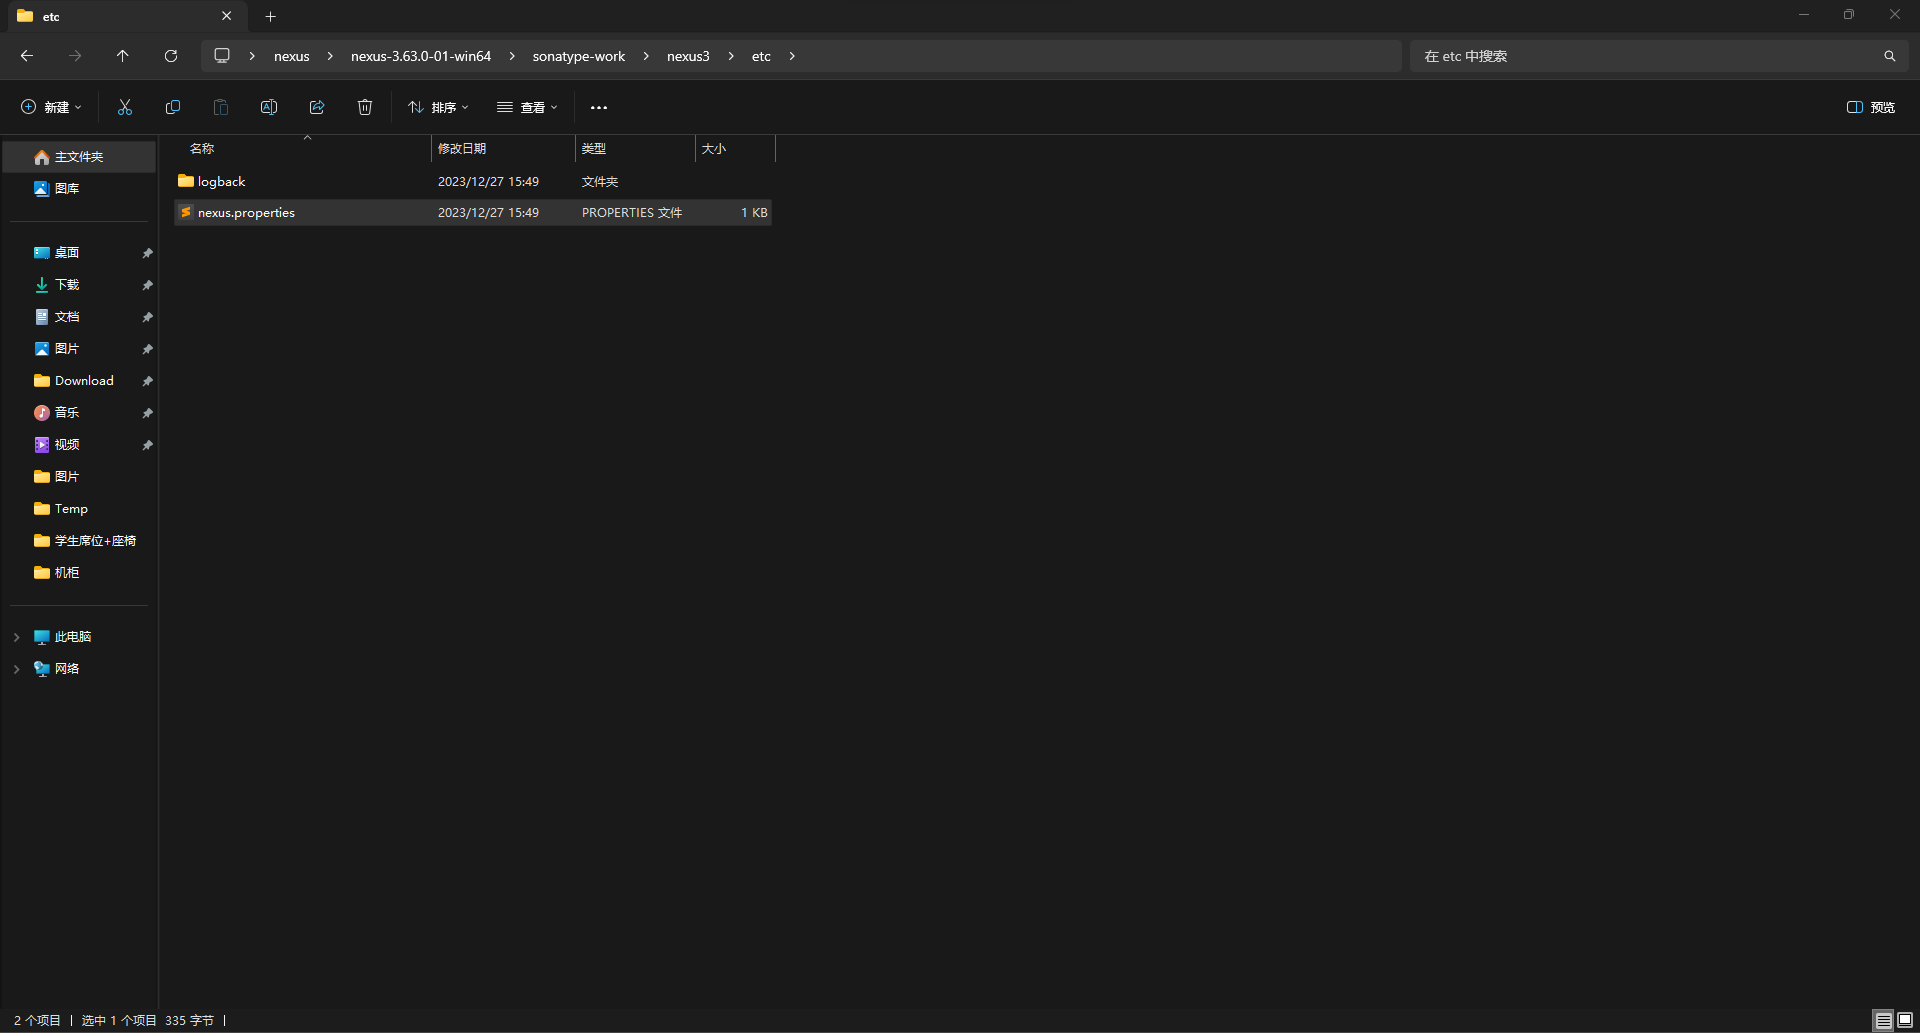 etc
nexus nexus-3.63.0-01-win64 sonatype-work nexus3 etc
在 etc 中搜索
新建 排序 查看 预览
名称 修改日期 类型 大小
logback 2023/12/27 15:49 文件夹
nexus.properties 2023/12/27 15:49 PROPERTIES 文件 1 KB
主文件夹
图库
桌面
下载
文档
图片
Download
音乐
视频
图片
Temp
学生席位+座椅
机柜
此电脑
网络
2 个项目 选中 1 个项目 335 字节